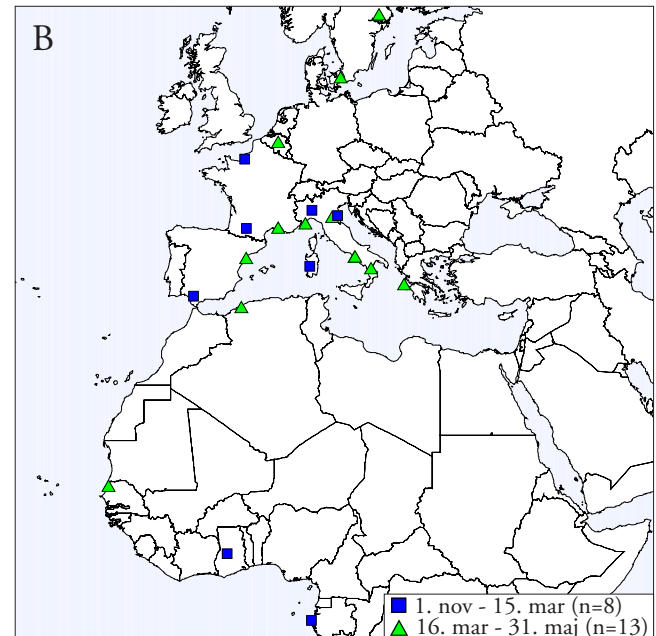 B
1. nov - 15. mar (n=8)
16. mar - 31. maj (n=13)